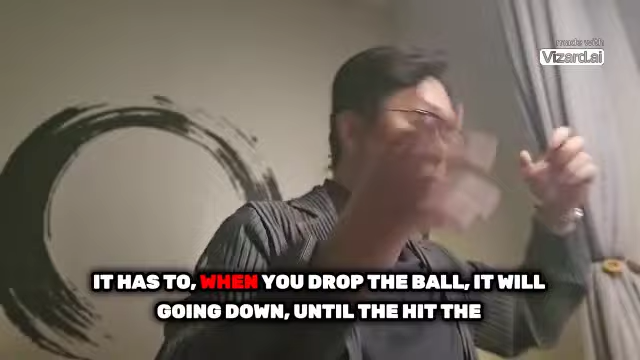 made with
Vizard.ai
IT HAS TO, WHEN YOU DROP THE BALL, IT WILL
GOING DOWN, UNTIL THE HIT THE